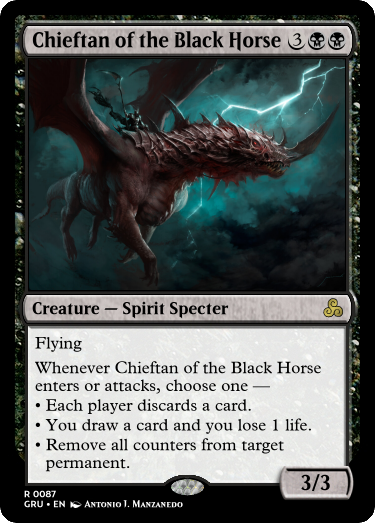 Chieftan of the Black Horse 3
Creature — Spirit Specter
Flying
Whenever Chieftan of the Black Horse
enters or attacks, choose one —
• Each player discards a card.
• You draw a card and you lose 1 life.
• Remove all counters from target
permanent.
3/3
R 0087
GRU • EN Antonio J. Manzanedo